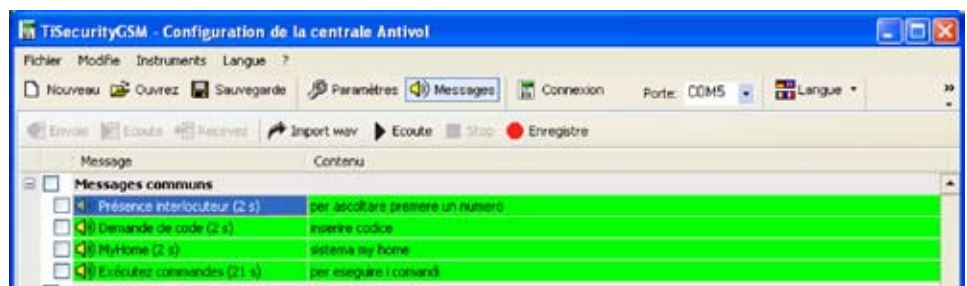 TiSecurityGSM - Configuration de la centrale Antivol
Fichier Modifie Instruments Langue ?
Nouveau Ouvrez Sauvegarde Paramètres Messages Connexion Porte: COM5 Langue
Envoie Ecoute Recevez Import wav Ecoute Stop Enregistre
Message Contenu
Messages communs
Présence interlocuteur (2 s) per ascoltare premere un numero
Demande de code (2 s) inserire codice
MyHome (2 s) sistema my home
Exécutez commandes (21 s) per eseguire i comandi